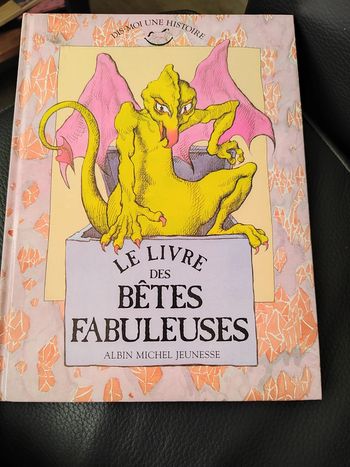 DIS-MOI UNE HISTOIRE
LE LIVRE
DES
BÊTES
FABULEUSES
ALBIN MICHEL JEUNESSE